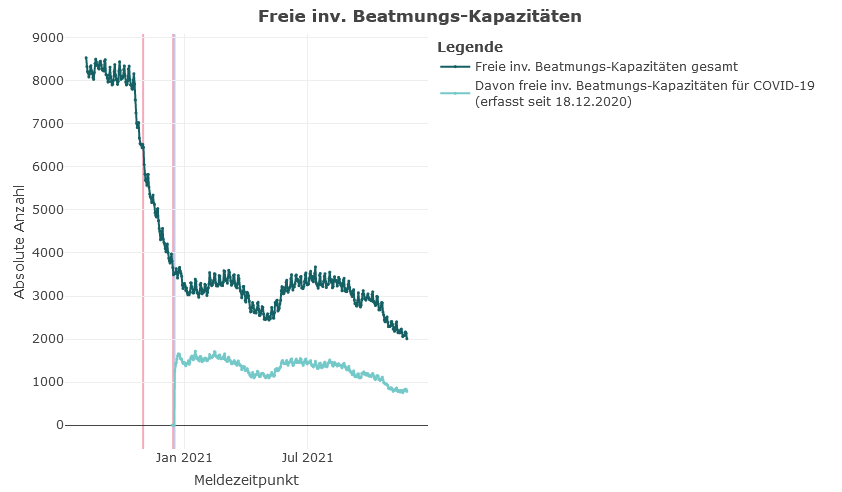 Freie inv. Beatmungs-Kapazitäten
Legende
Freie inv. Beatmungs-Kapazitäten gesamt
Davon freie inv. Beatmungs-Kapazitäten für COVID-19
(erfasst seit 18.12.2020)
Absolute Anzahl
9000
8000
7000
6000
5000
4000
3000
2000
1000
0
Jan 2021
Jul 2021
Meldezeitpunkt